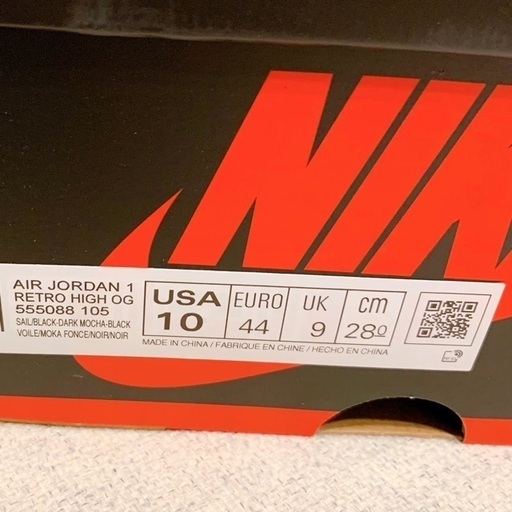 NIK
AIR JORDAN 1
RETRO HIGH OG
555088 105
SAIL/BLACK-DARK MOCHA-BLACK
VOILE/MOKA FONCE/NOIR/NOIR
USA EURO UK cm
10 44 9 28.0
MADE IN CHINA / FABRIQUE EN CHINE / HECHO EN CHINA